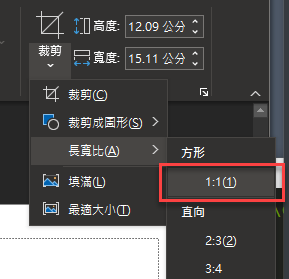 高度: 12.09 公分
裁剪
寬度: 15.11 公分
裁剪(C)
裁剪成圖形(S)
長寬比(A)
方形
1:1(1)
填滿(L)
直向
最適大小(T)
2:3(2)
3:4